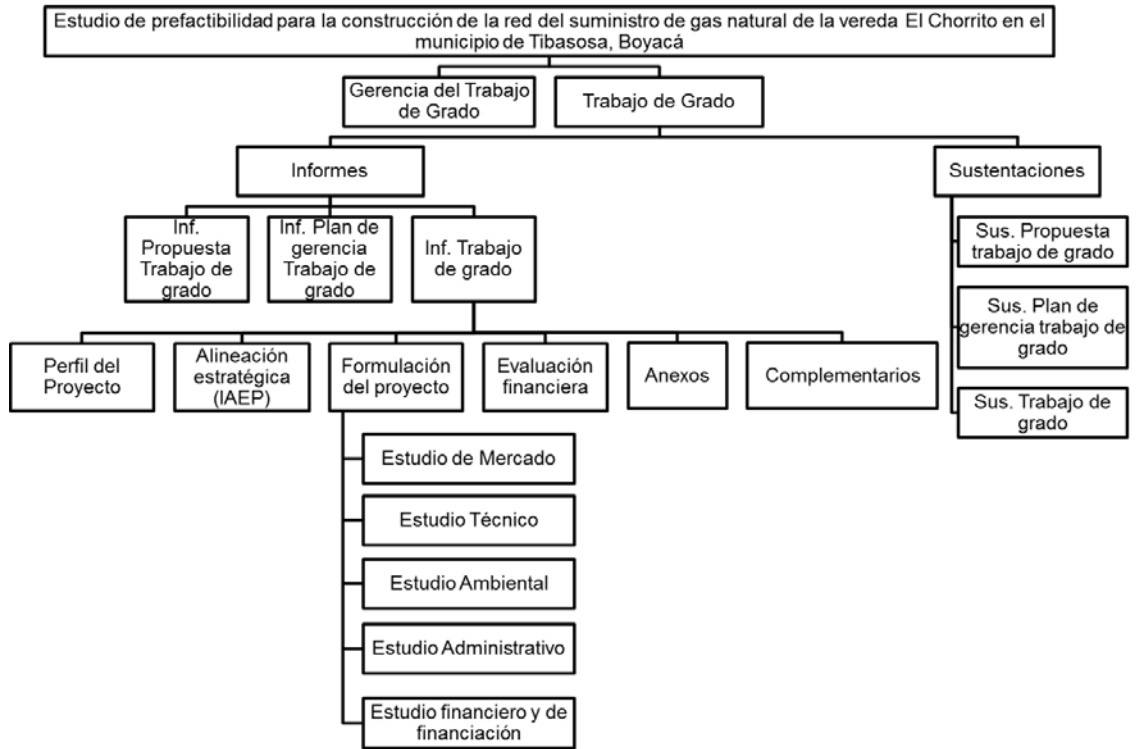 Estudio de prefactibilidad para la construcción de la red del suministro de gas natural de la vereda El Chorrito en el
municipio de Tibasosa, Boyacá
Gerencia del Trabajo
de Grado
Trabajo de Grado
Informes
Sustentaciones
Inf.
Propuesta
Trabajo de
grado
Inf. Plan de
gerencia
Trabajo de
grado
Inf. Trabajo
de grado
Sus. Propuesta
trabajo de grado
Sus. Plan de
gerencia trabajo de
grado
Sus. Trabajo de
grado
Perfil del
Proyecto
Alineación
estratégica
(IAEP)
Formulación
del proyecto
Evaluación
financiera
Anexos
Complementarios
Estudio de Mercado
Estudio Técnico
Estudio Ambiental
Estudio Administrativo
Estudio financiero y de
financiación